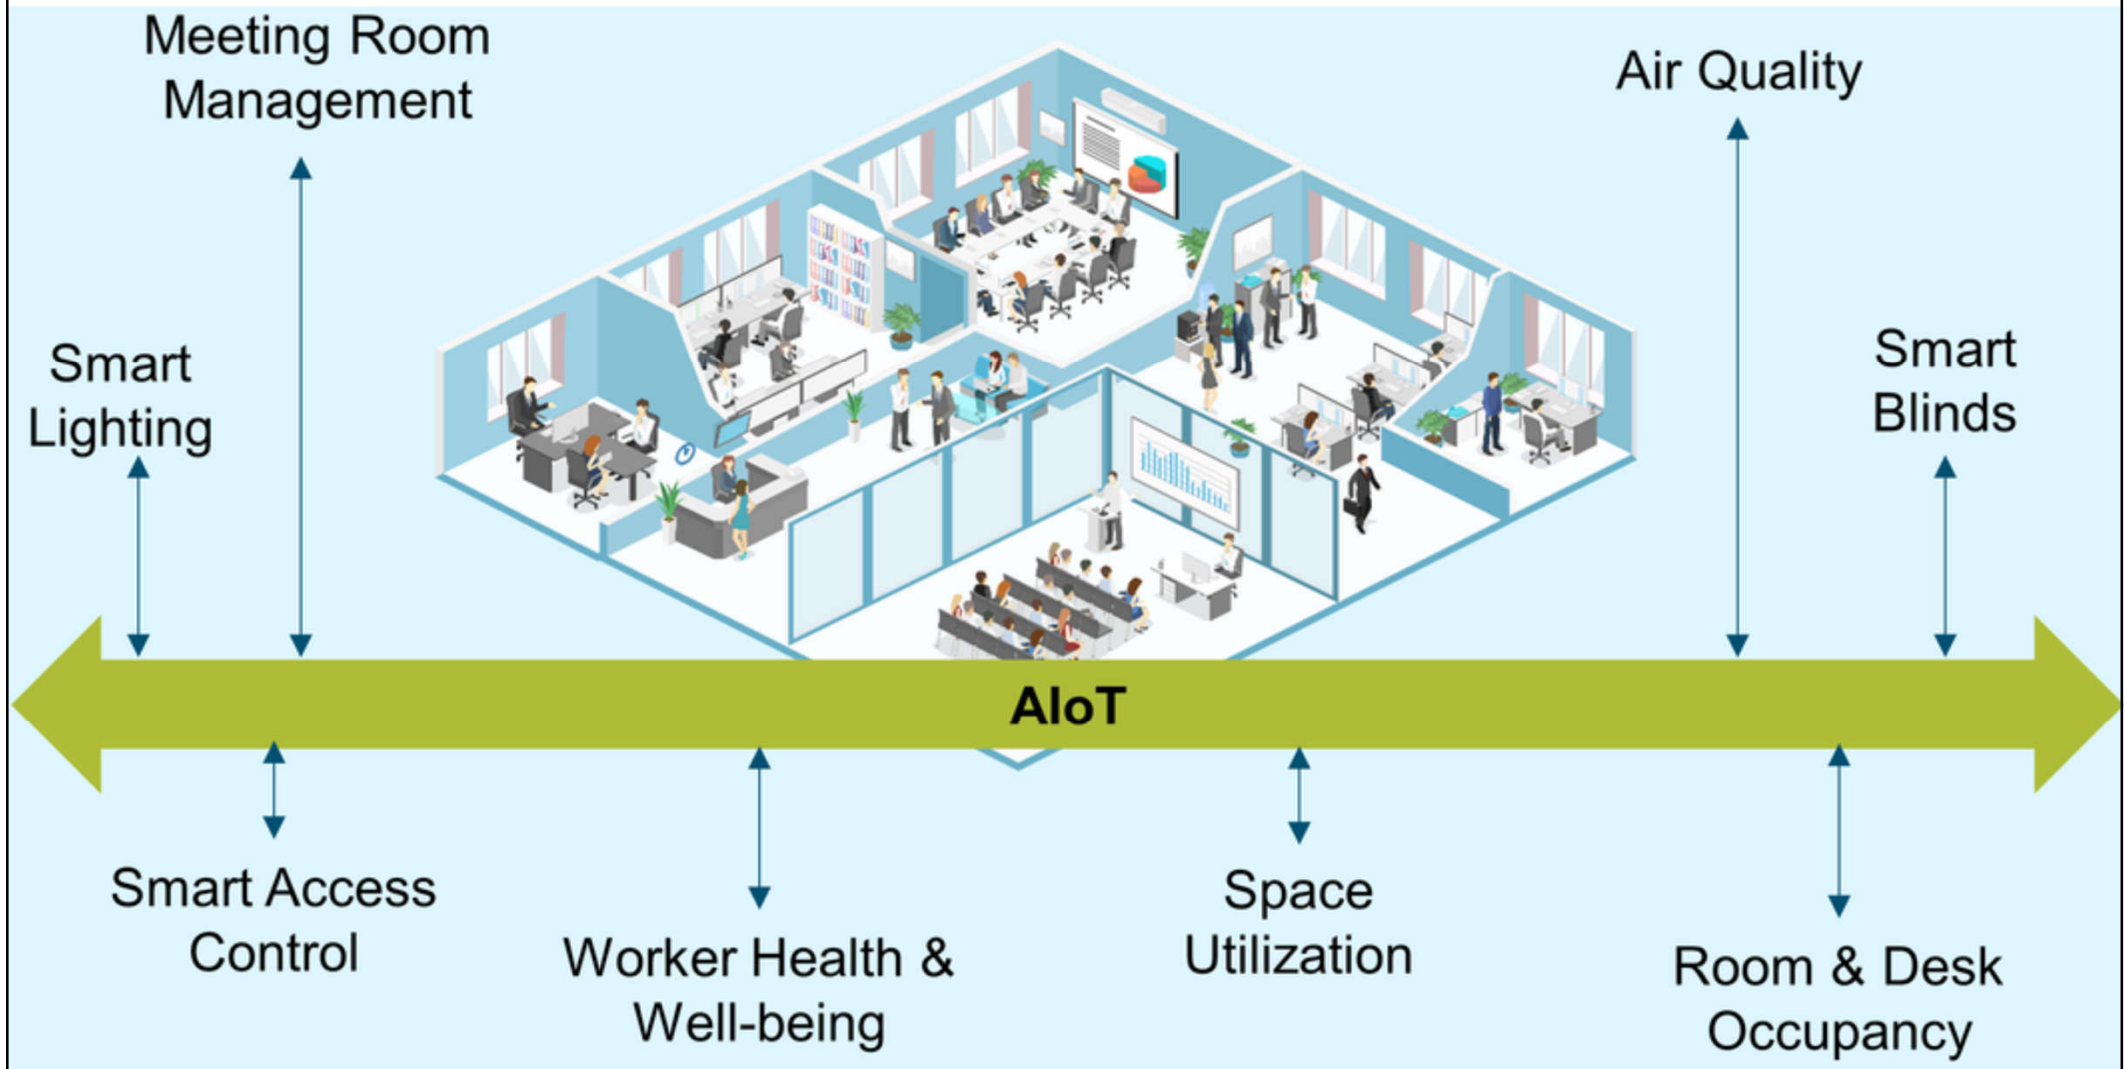 Meeting Room
Management
Air Quality
Smart
Lighting
Smart
Blinds
AIoT
Smart Access
Control
Worker Health &
Well-being
Space
Utilization
Room & Desk
Occupancy